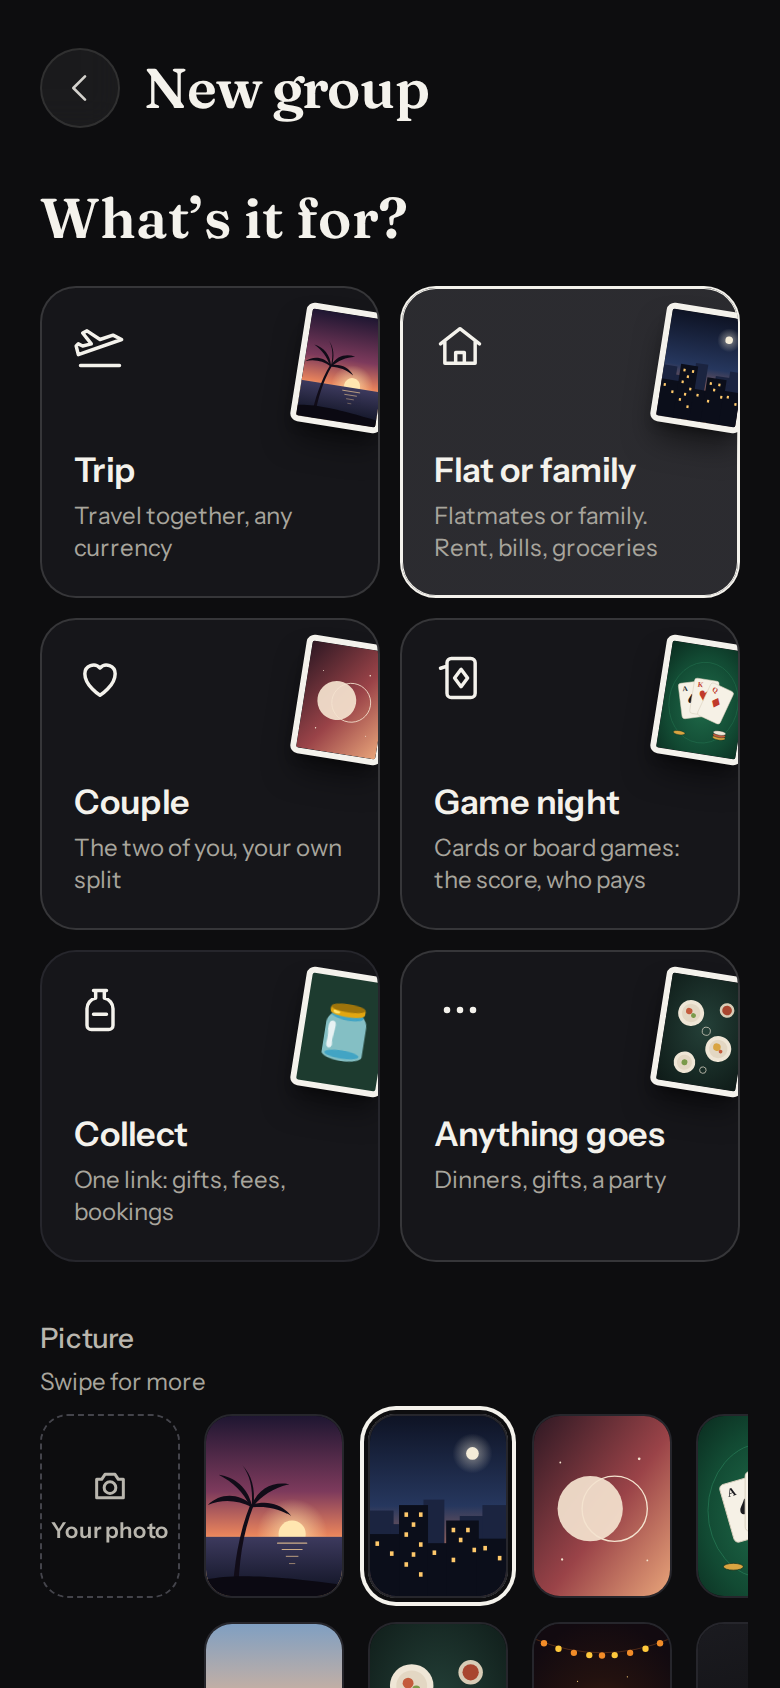 New group
What’s it for?
Trip
Travel together, any
currency
Flat or family
Flatmates or family.
Rent, bills, groceries
Couple
The two of you, your own
split
Game night
Cards or board games:
the score, who pays
A
K
Q
Collect
One link: gifts, fees,
bookings
Anything goes
Dinners, gifts, a party
Picture
Swipe for more
Your photo
A